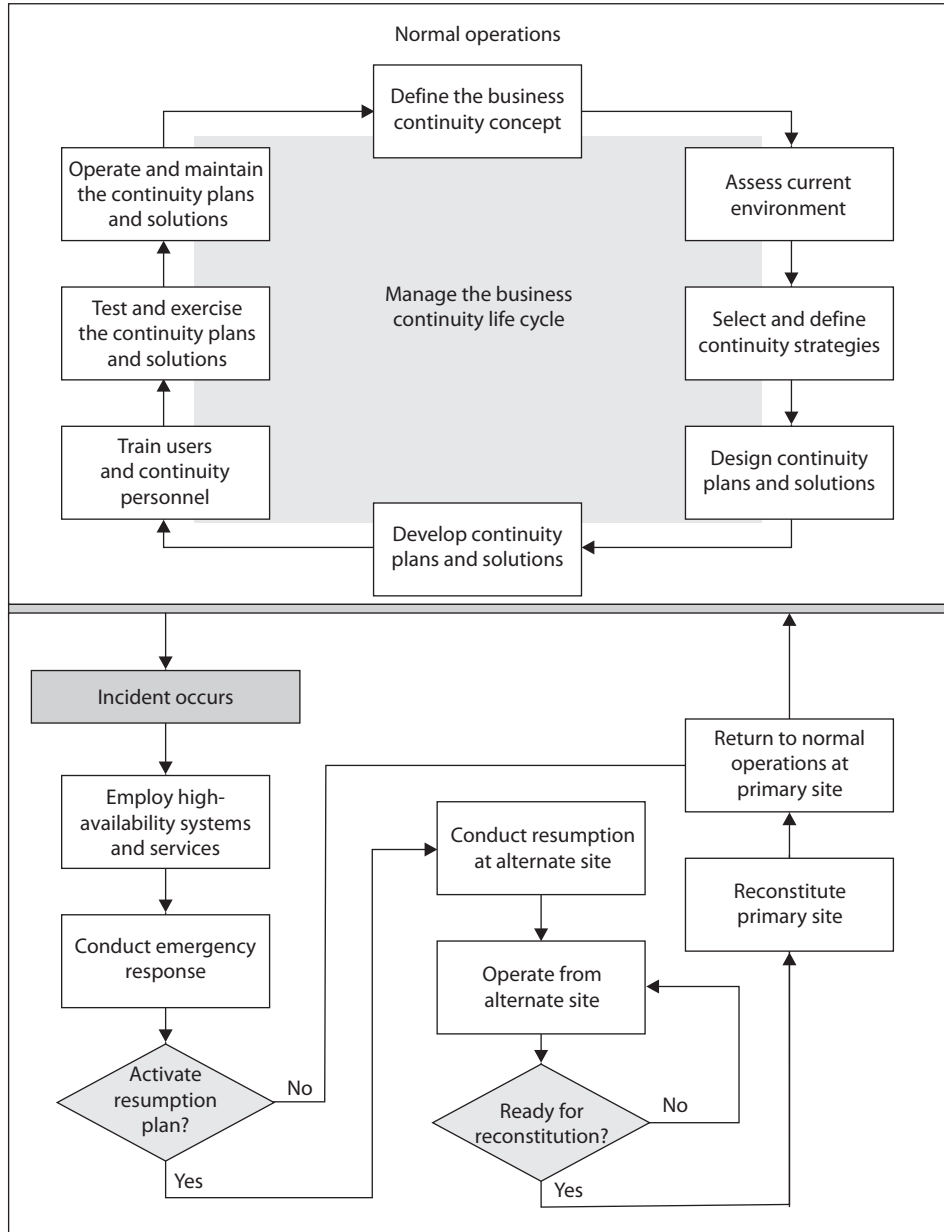 Normal operations
Define the business
continuity concept
Assess current
environment
Select and define
continuity strategies
Design continuity
plans and solutions
Develop continuity
plans and solutions
Train users
and continuity
personnel
Test and exercise
the continuity plans
and solutions
Operate and maintain
the continuity plans
and solutions
Manage the business
continuity life cycle
Incident occurs
Employ high-
availability systems
and services
Conduct emergency
response
Activate
resumption
plan?
No
Yes
Conduct resumption
at alternate site
Operate from
alternate site
Ready for
reconstitution?
No
Yes
Reconstitute
primary site
Return to normal
operations at
primary site